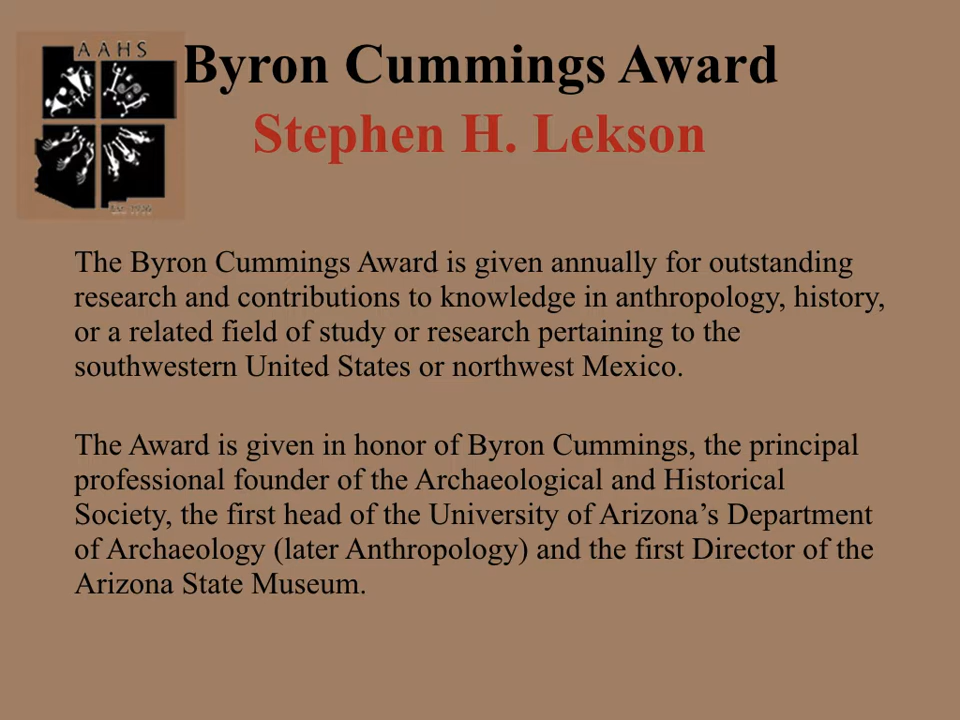 AAHS
Byron Cummings Award
Stephen H. Lekson
The Byron Cummings Award is given annually for outstanding
research and contributions to knowledge in anthropology, history,
or a related field of study or research pertaining to the
southwestern United States or northwest Mexico.
The Award is given in honor of Byron Cummings, the principal
professional founder of the Archaeological and Historical
Society, the first head of the University of Arizona’s Department
of Archaeology (later Anthropology) and the first Director of the
Arizona State Museum.